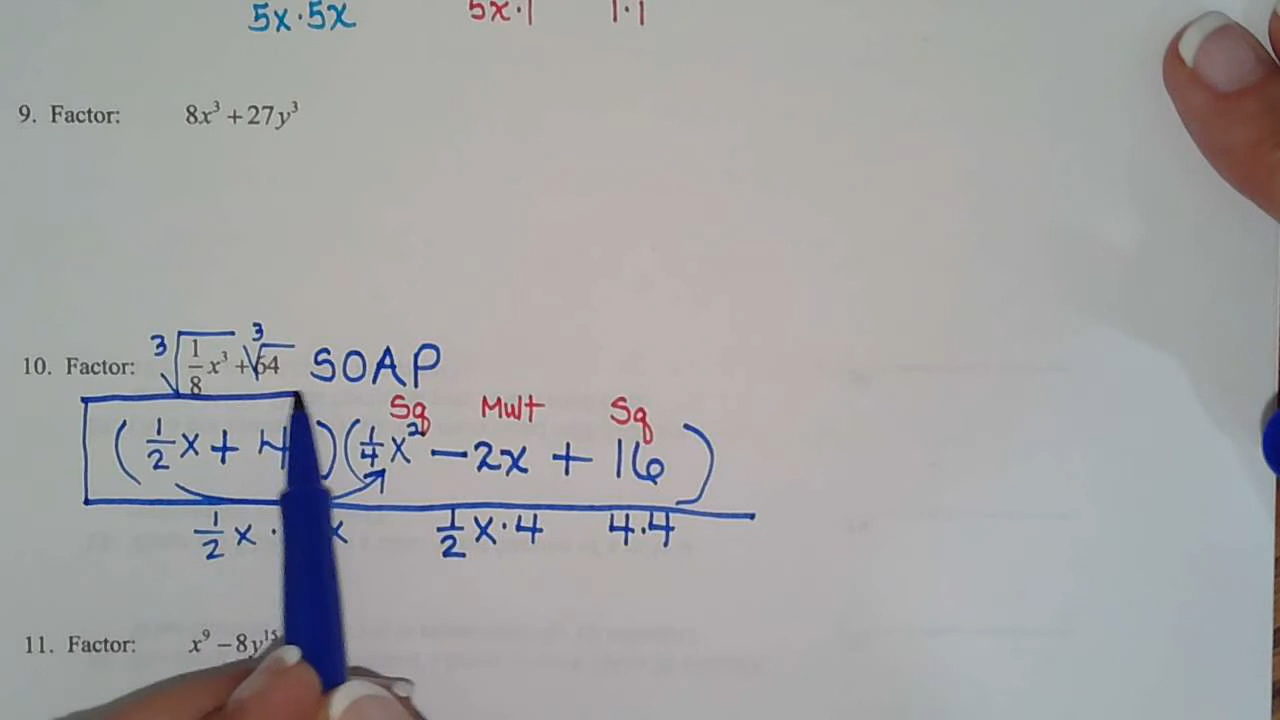 5x·5x 5x·1 1·1
9. Factor: 8x³ + 27y³
10. Factor: ∛(1/8 x³) + ∛64 SOAP
Sq Mult Sq
(1/2 x + 4)(1/4 x² − 2x + 16)
1/2 x · x 1/2 x·4 4·4
11. Factor: x⁹ − 8y¹⁵